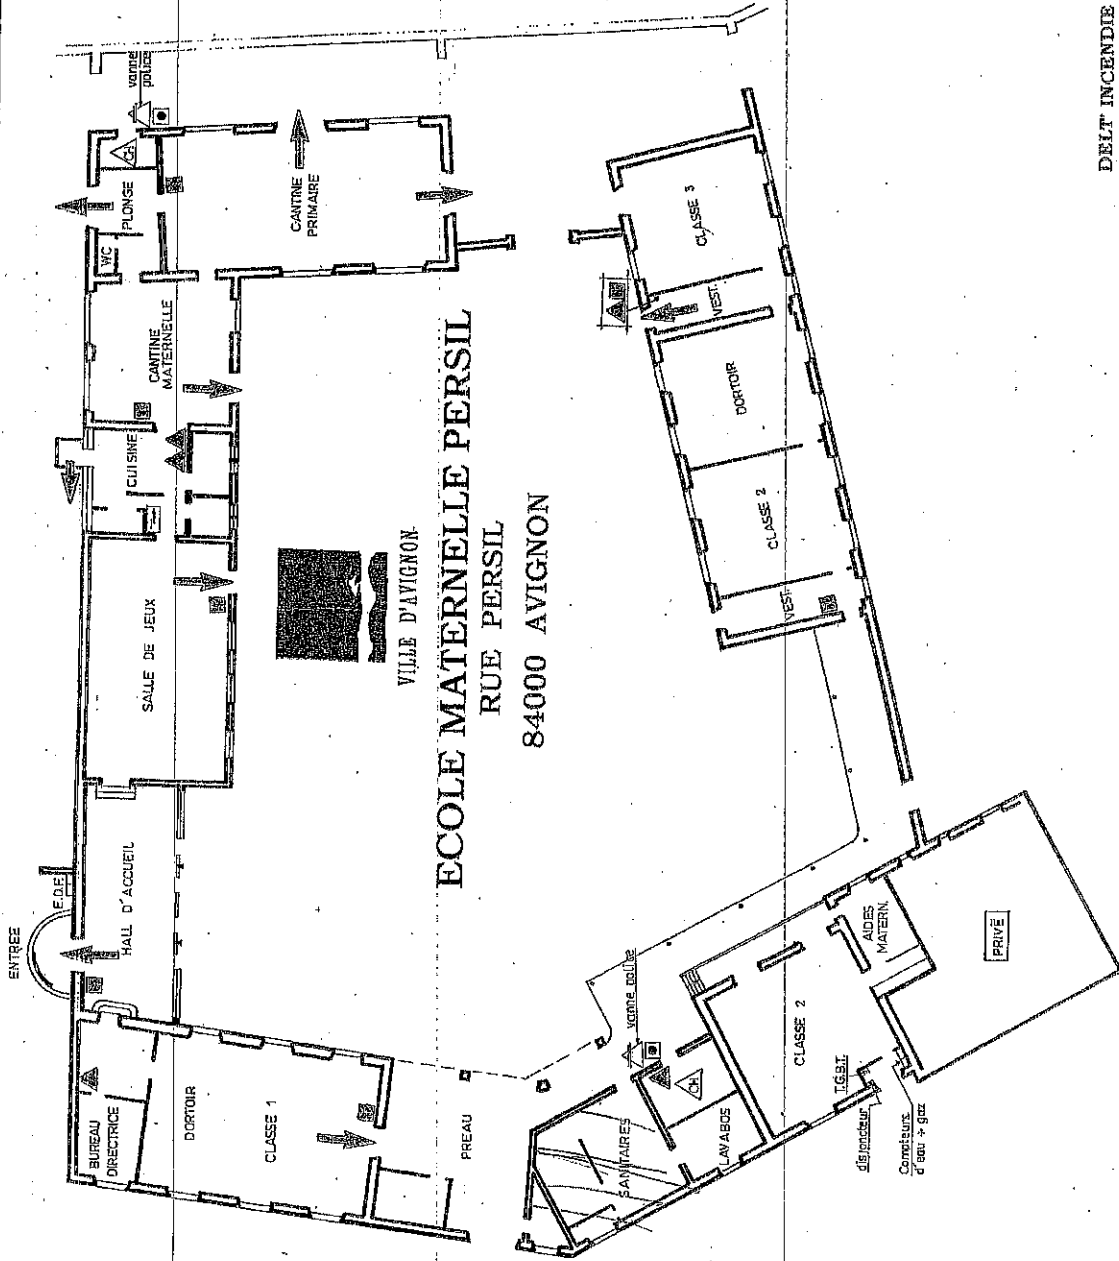 DELT' INCENDIE
vanne
police
CH
PLONGE
WC
CANTINE
PRIMAIRE
CANTINE
MATERNELLE
CUISINE
SALLE DE JEUX
HALL D'ACCUEIL
E.D.F.
ENTREE
BUREAU
DIRECTRICE
DORTOIR
CLASSE 1
PREAU
VILLE D'AVIGNON
ECOLE MATERNELLE PERSIL
RUE PERSIL
84000 AVIGNON
CLASSE 3
VEST.
DORTOIR
CLASSE 2
VEST.
vanne police
CH
SANITAIRES
LAVABOS
CLASSE 2
AIDES
MATERN.
PRIVÉ
T.G.B.T.
disjoncteur
Compteurs
d'eau + gaz